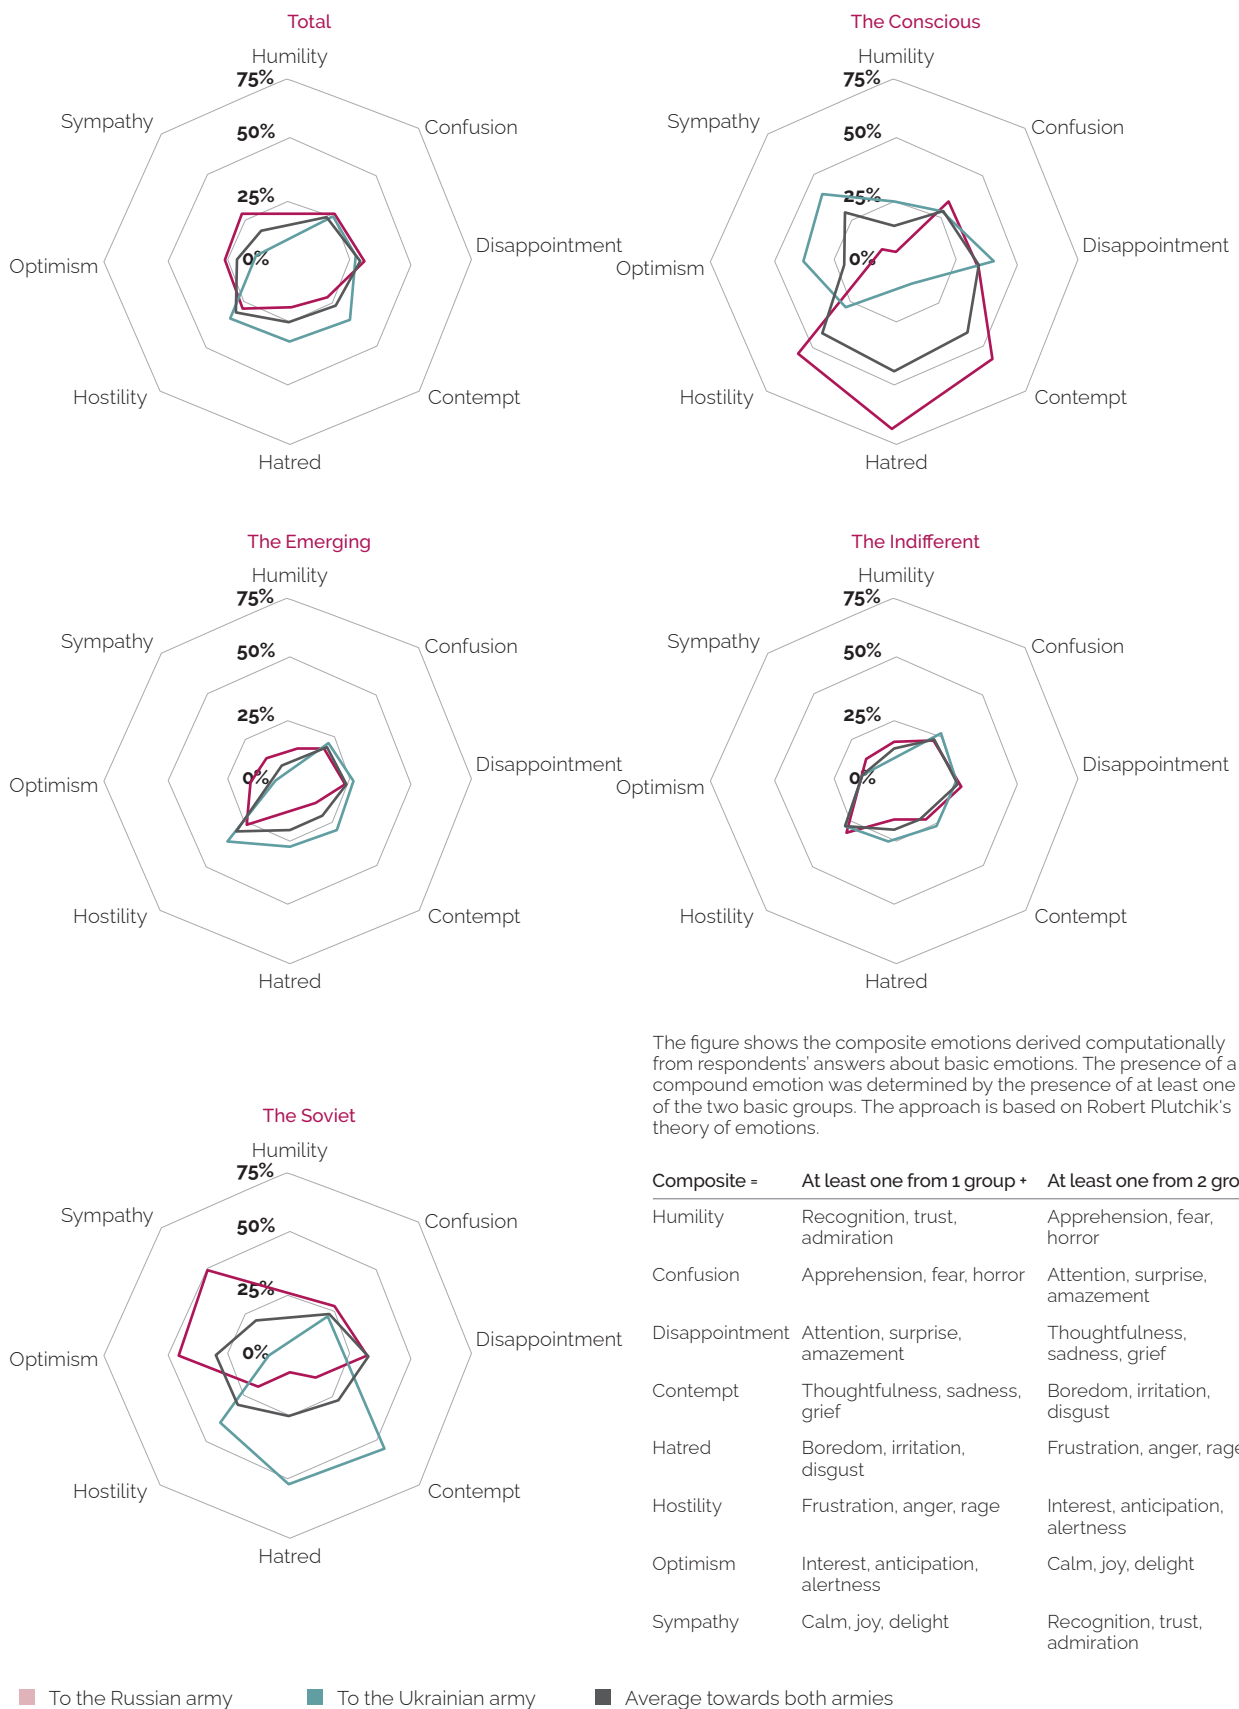 Total
Humility
75%
50%
25%
0%
Sympathy
Confusion
Optimism
Disappointment
Hostility
Contempt
Hatred
The Conscious
Humility
75%
50%
25%
0%
Sympathy
Confusion
Optimism
Disappointment
Hostility
Contempt
Hatred
The Emerging
Humility
75%
50%
25%
0%
Sympathy
Confusion
Optimism
Disappointment
Hostility
Contempt
Hatred
The Indifferent
Humility
75%
50%
25%
0%
Sympathy
Confusion
Optimism
Disappointment
Hostility
Contempt
Hatred
The Soviet
Humility
75%
50%
25%
0%
Sympathy
Confusion
Optimism
Disappointment
Hostility
Contempt
Hatred
The figure shows the composite emotions derived computationally
from respondents' answers about basic emotions. The presence of a
compound emotion was determined by the presence of at least one
of the two basic groups. The approach is based on Robert Plutchik's
theory of emotions.
Composite = At least one from 1 group + At least one from 2 gro
Humility Recognition, trust, Apprehension, fear,
admiration horror
Confusion Apprehension, fear, horror Attention, surprise,
amazement
Disappointment Attention, surprise, Thoughtfulness,
amazement sadness, grief
Contempt Thoughtfulness, sadness, Boredom, irritation,
grief disgust
Hatred Boredom, irritation, Frustration, anger, rage
disgust
Hostility Frustration, anger, rage Interest, anticipation,
alertness
Optimism Interest, anticipation, Calm, joy, delight
alertness
Sympathy Calm, joy, delight Recognition, trust,
admiration
To the Russian army
To the Ukrainian army
Average towards both armies